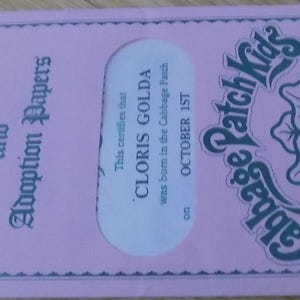 and
Adoption Papers
This certifies that
CLORIS GOLDA
was born in the Cabbage Patch
on OCTOBER 1ST
Cabbage Patch Kids